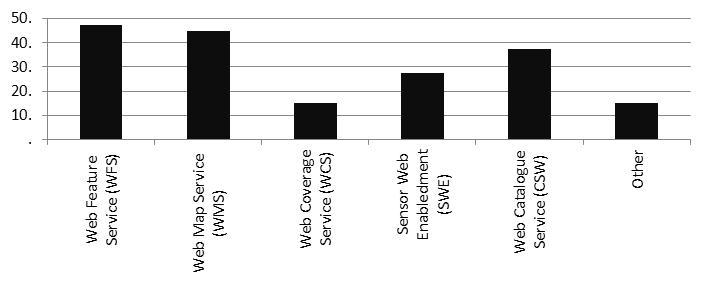 50.
40.
30.
20.
10.
.
Web Feature
Service (WFS)
Web Map Service
(WMS)
Web Coverage
Service (WCS)
Sensor Web
Enabledment
(SWE)
Web Catalogue
Service (CSW)
Other